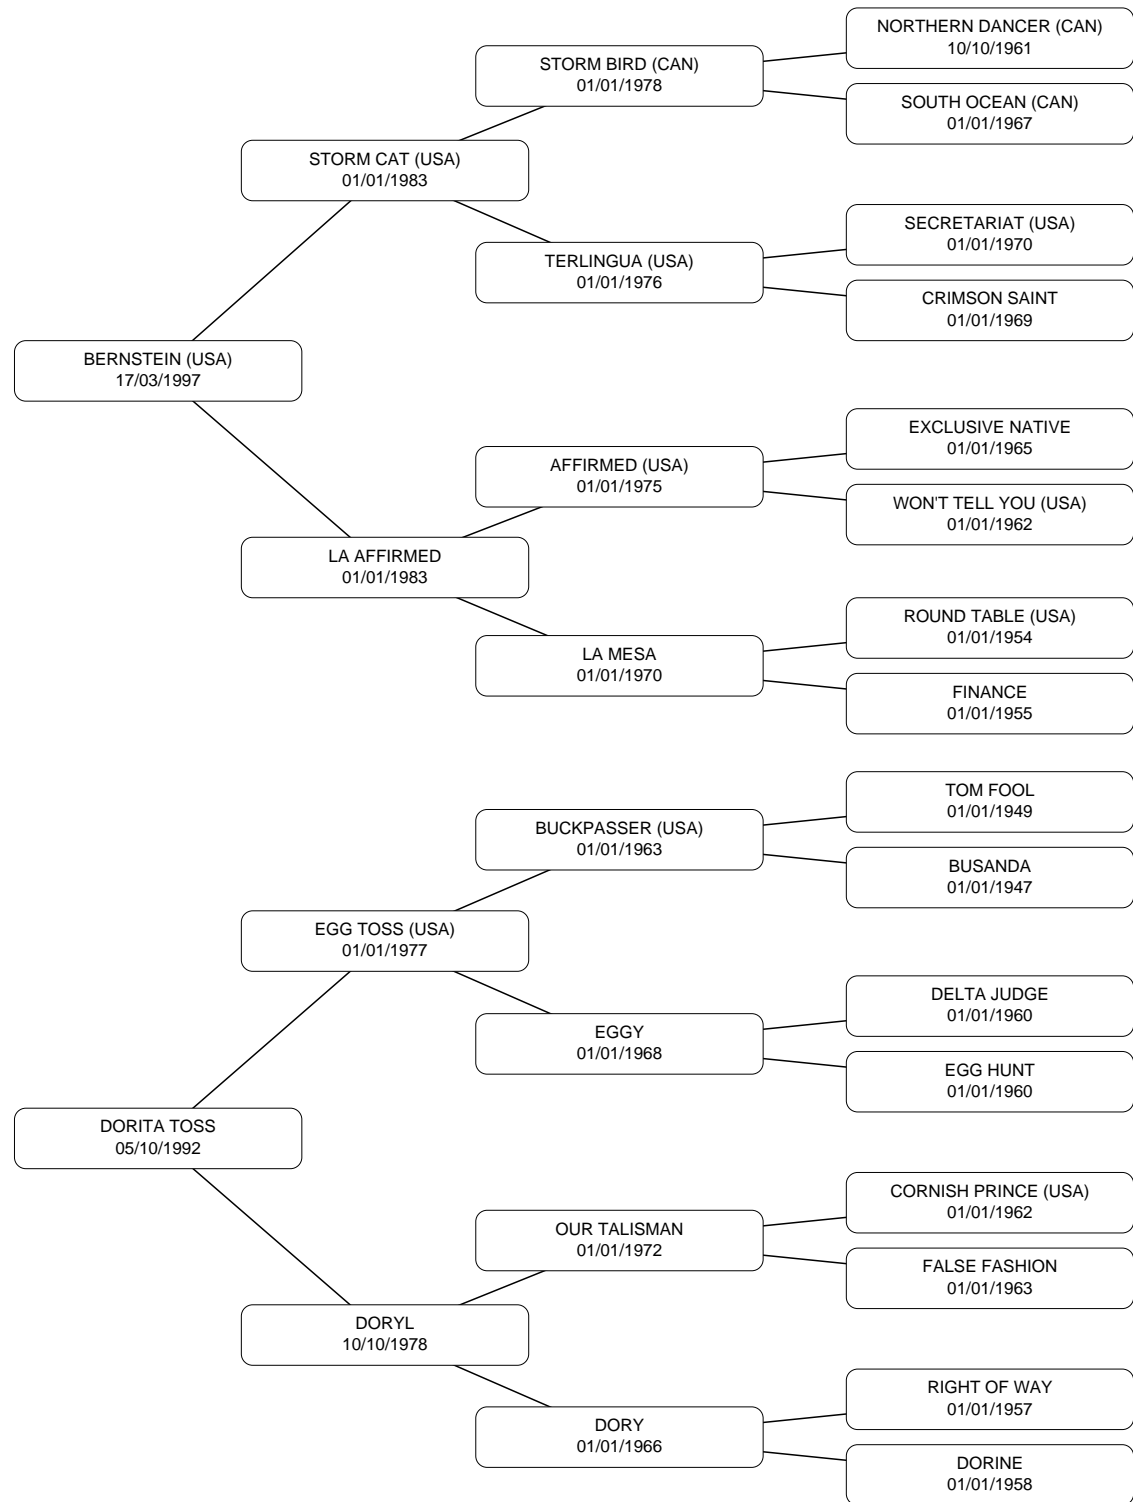 NORTHERN DANCER (CAN)
10/10/1961
STORM BIRD (CAN)
01/01/1978
SOUTH OCEAN (CAN)
01/01/1967
STORM CAT (USA)
01/01/1983
SECRETARIAT (USA)
01/01/1970
TERLINGUA (USA)
01/01/1976
CRIMSON SAINT
01/01/1969
BERNSTEIN (USA)
17/03/1997
EXCLUSIVE NATIVE
01/01/1965
AFFIRMED (USA)
01/01/1975
WON'T TELL YOU (USA)
01/01/1962
LA AFFIRMED
01/01/1983
ROUND TABLE (USA)
01/01/1954
LA MESA
01/01/1970
FINANCE
01/01/1955
TOM FOOL
01/01/1949
BUCKPASSER (USA)
01/01/1963
BUSANDA
01/01/1947
EGG TOSS (USA)
01/01/1977
DELTA JUDGE
01/01/1960
EGGY
01/01/1968
EGG HUNT
01/01/1960
DORITA TOSS
05/10/1992
CORNISH PRINCE (USA)
01/01/1962
OUR TALISMAN
01/01/1972
FALSE FASHION
01/01/1963
DORYL
10/10/1978
RIGHT OF WAY
01/01/1957
DORY
01/01/1966
DORINE
01/01/1958